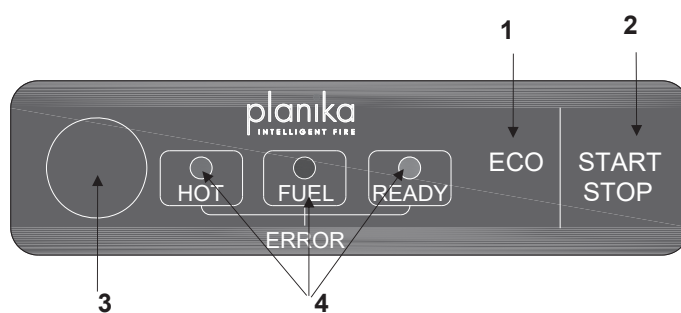 1
2
planika
INTELLIGENT FIRE
ECO
START
STOP
HOT
FUEL
READY
ERROR
3
4